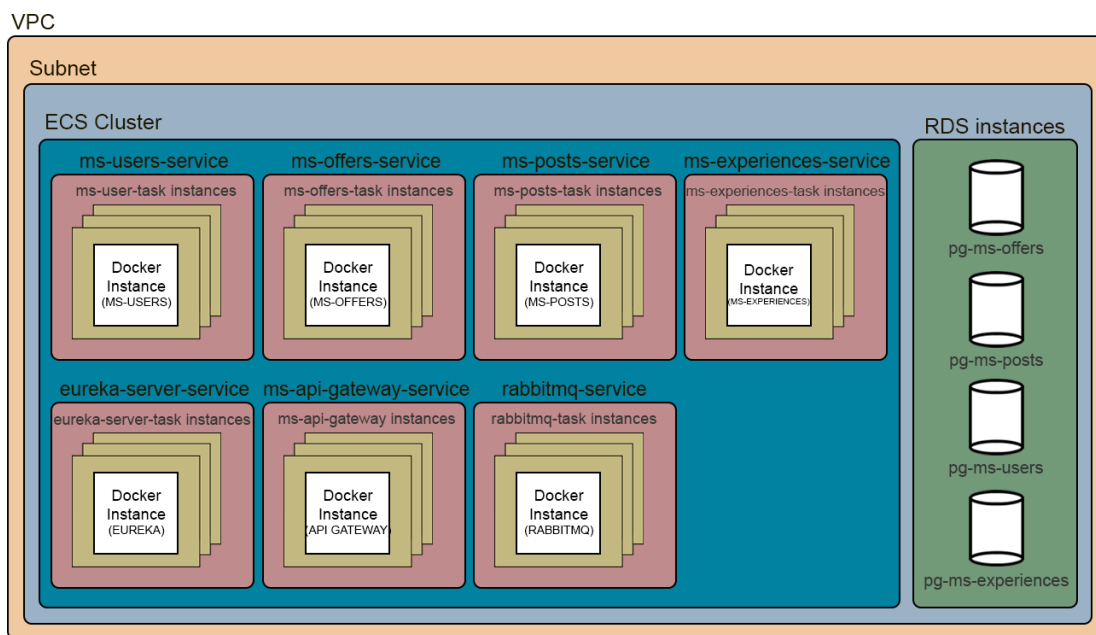 VPC
Subnet
ECS Cluster
RDS instances
ms-users-service
ms-offers-service
ms-posts-service
ms-experiences-service
ms-user-task instances
ms-offers-task instances
ms-posts-task instances
ms-experiences-task instances
Docker
Instance
(MS-USERS)
Docker
Instance
(MS-OFFERS)
Docker
Instance
(MS-POSTS)
Docker
Instance
(MS-EXPERIENCES)
eureka-server-service
ms-api-gateway-service
rabbitmq-service
eureka-server-task instances
ms-api-gateway instances
rabbitmq-task instances
Docker
Instance
(EUREKA)
Docker
Instance
(API GATEWAY)
Docker
Instance
(RABBITMQ)
pg-ms-offers
pg-ms-posts
pg-ms-users
pg-ms-experiences